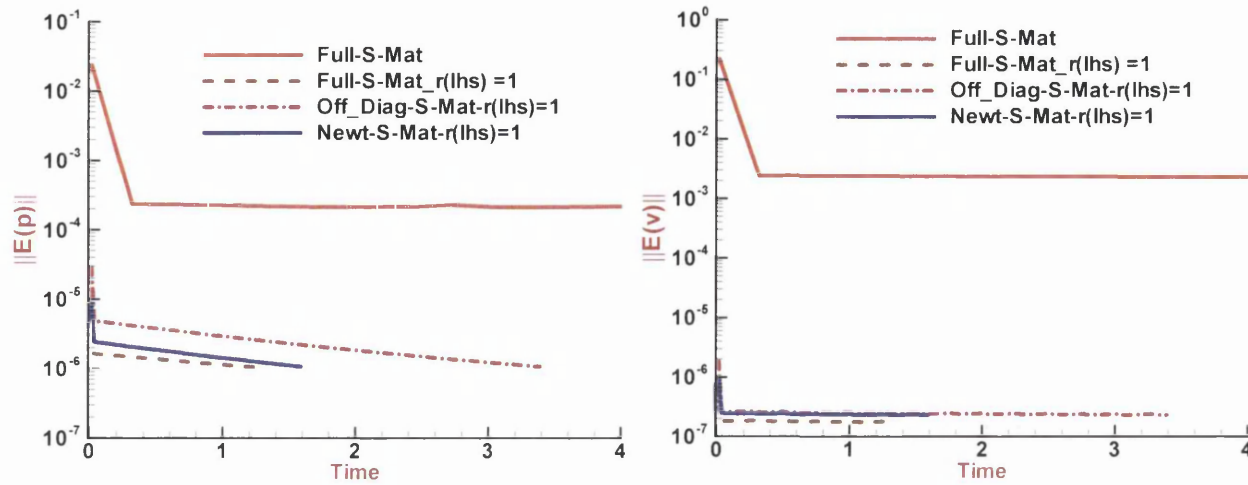 10^-1
10^-2
10^-3
10^-4
10^-5
10^-6
10^-7
||E(p)||
Full-S-Mat
Full-S-Mat_r(lhs) =1
Off_Diag-S-Mat-r(lhs)=1
Newt-S-Mat-r(lhs)=1
0 1 2 3 4
Time
10^0
10^-1
10^-2
10^-3
10^-4
10^-5
10^-6
10^-7
||E(v)||
Full-S-Mat
Full-S-Mat_r(lhs) =1
Off_Diag-S-Mat-r(lhs)=1
Newt-S-Mat-r(lhs)=1
0 1 2 3 4
Time